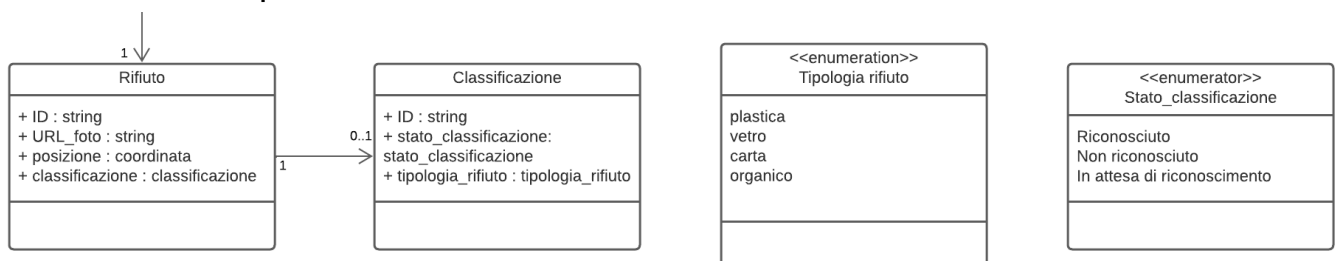 1
Rifiuto
+ ID : string
+ URL_foto : string
+ posizione : coordinata
+ classificazione : classificazione
1
0..1
Classificazione
+ ID : string
+ stato_classificazione:
stato_classificazione
+ tipologia_rifiuto : tipologia_rifiuto
<<enumeration>>
Tipologia rifiuto
plastica
vetro
carta
organico
<<enumerator>>
Stato_classificazione
Riconosciuto
Non riconosciuto
In attesa di riconoscimento